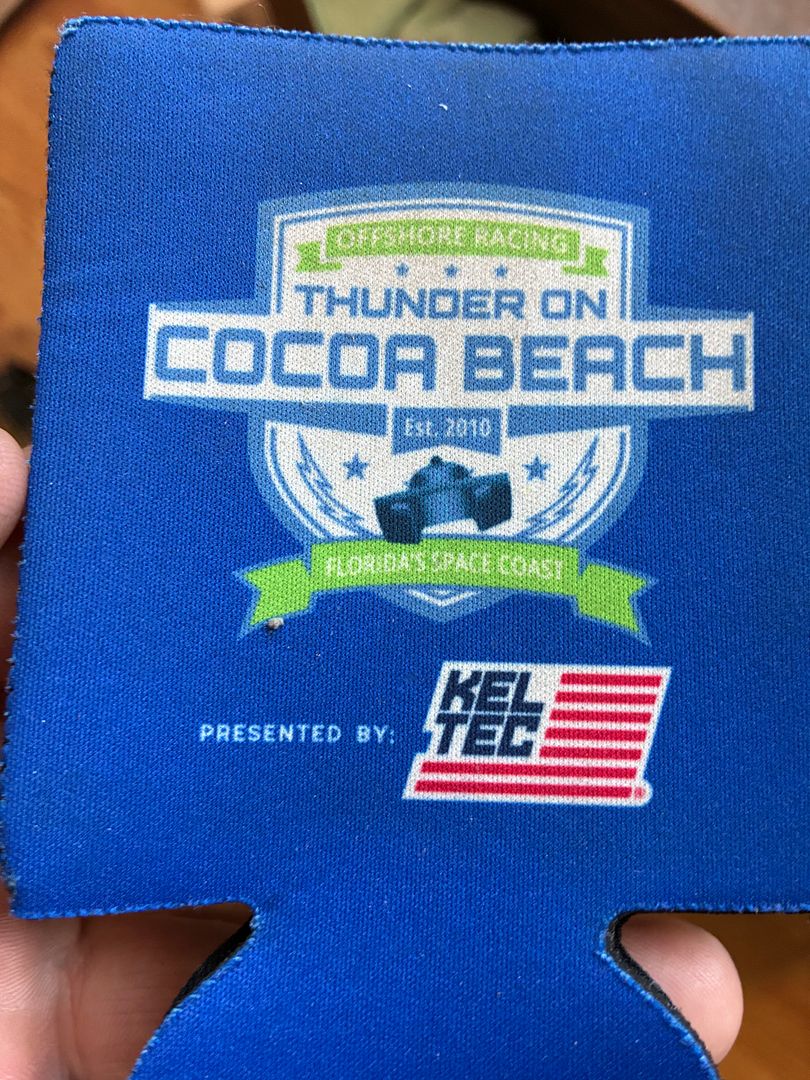 OFFSHORE RACING
THUNDER ON
COCOA BEACH
Est. 2010
FLORIDA'S SPACE COAST
PRESENTED BY:
KEL
TEC